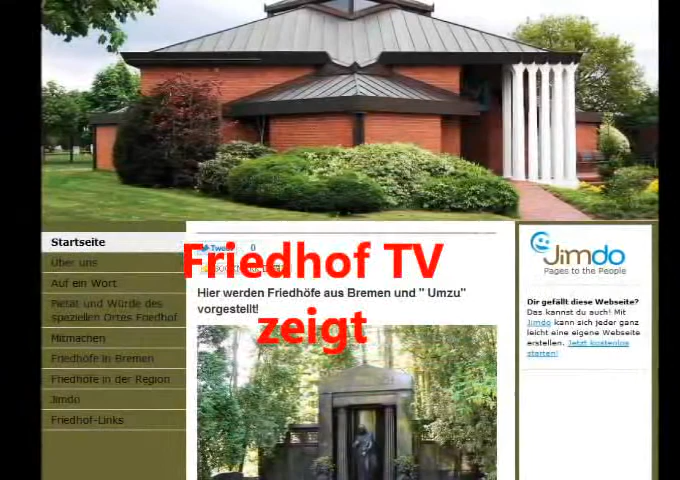 Startseite
Über uns
Auf ein Wort
Pietät und Würde des
speziellen Ortes Friedhof
Mitmachen
Friedhöfe in Bremen
Friedhöfe in der Region
Jimdo
Friedhof-Links
Tweet 0
Friedhof TV
Hier werden Friedhöfe aus Bremen und " Umzu"
vorgestellt!
zeigt
Jimdo
Pages to the People
Dir gefällt diese Webseite?
Das kannst du auch! Mit
Jimdo kann sich jeder ganz
leicht eine eigene Webseite
erstellen. Jetzt kostenlos
starten!